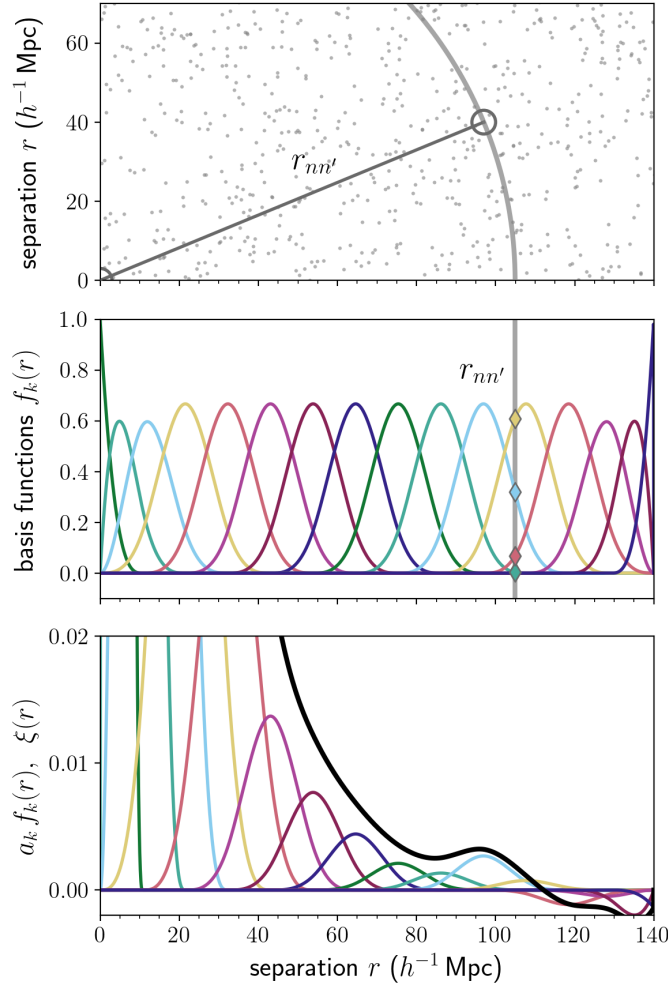 separation r (h⁻¹ Mpc)
60
40
20
0
r_{nn′}
basis functions f_k(r)
1.0
0.8
0.6
0.4
0.2
0.0
r_{nn′}
a_k f_k(r), ξ(r)
0.02
0.01
0.00
0 20 40 60 80 100 120 140
separation r (h⁻¹ Mpc)